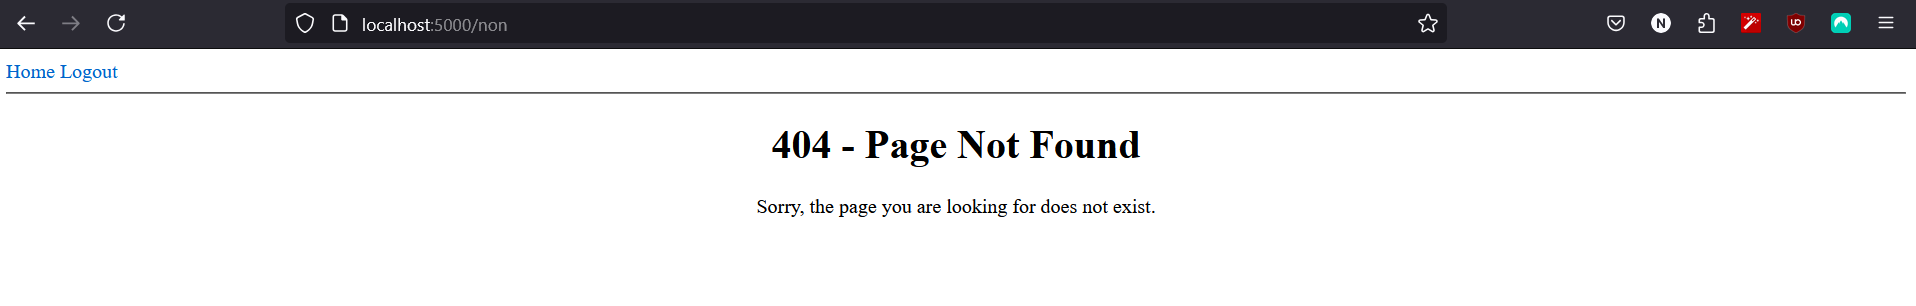 localhost:5000/non
N
UO
Home Logout
404 - Page Not Found
Sorry, the page you are looking for does not exist.